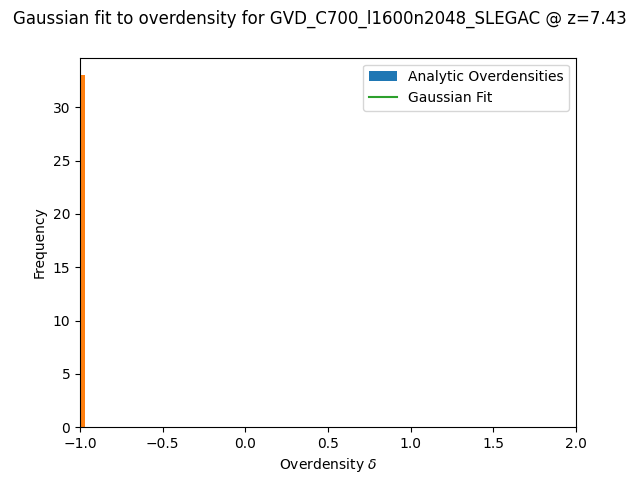 Gaussian fit to overdensity for GVD_C700_l1600n2048_SLEGAC @ z=7.43
Analytic Overdensities
Gaussian Fit
30
25
20
15
10
5
0
Frequency
−1.0
−0.5
0.0
0.5
1.0
1.5
2.0
Overdensity δ